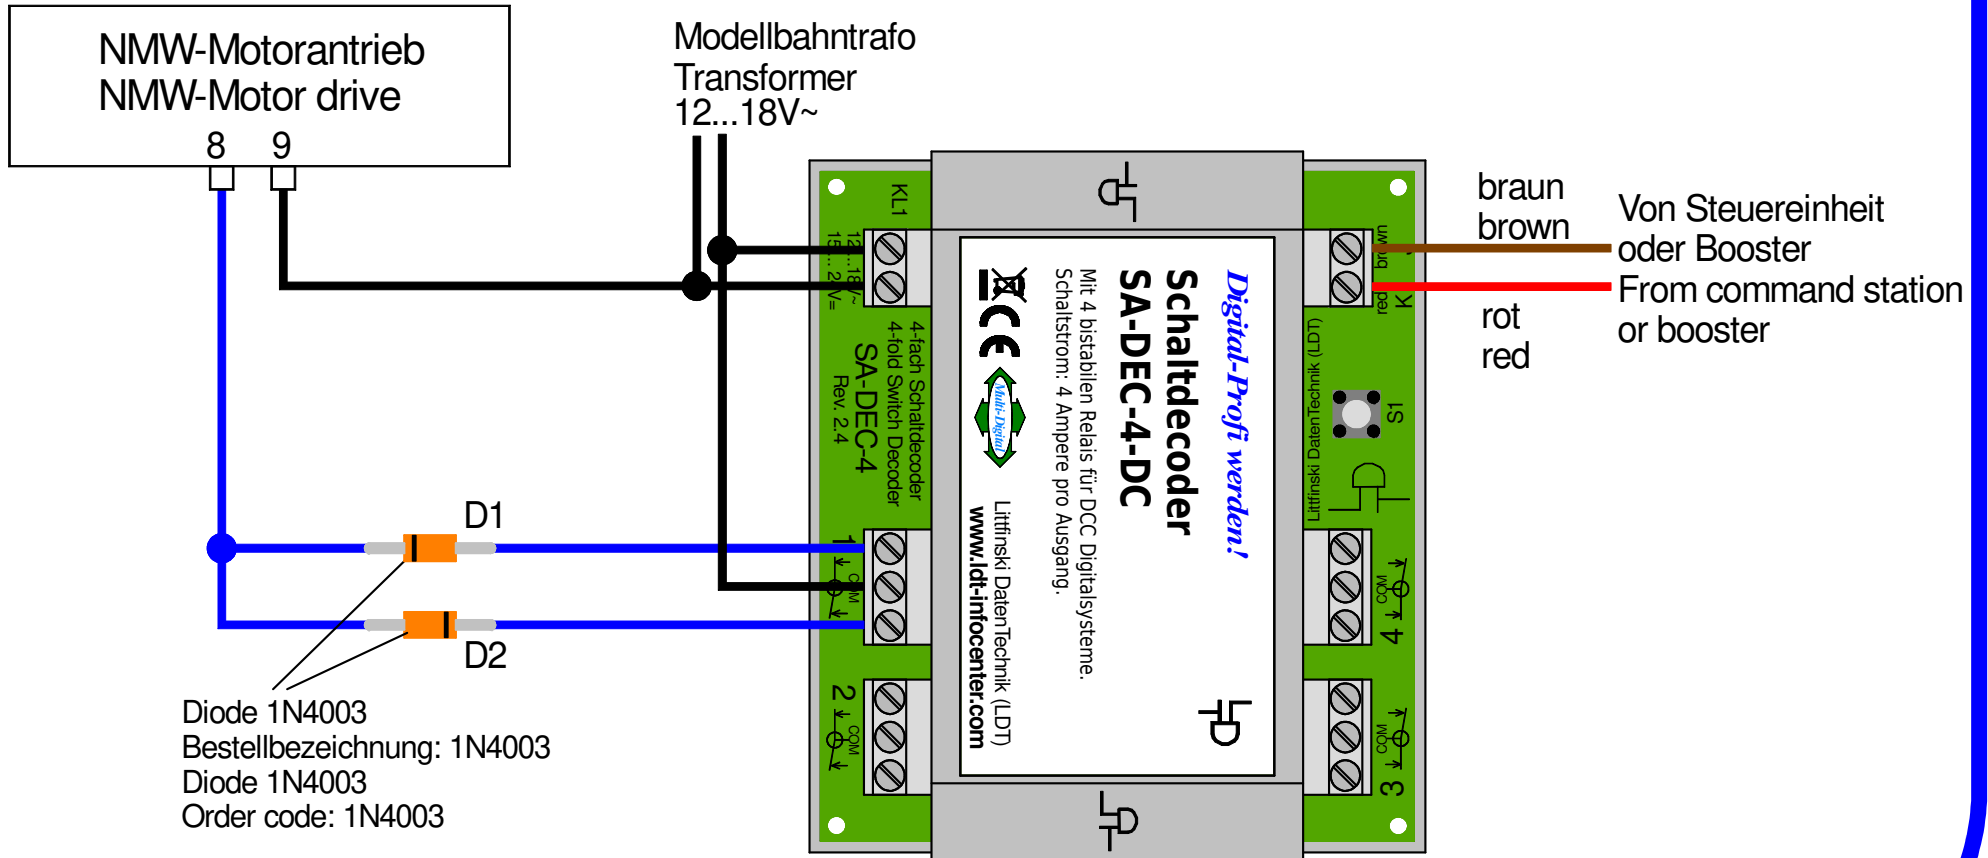 NMW-Motorantrieb
NMW-Motor drive
8 9
Modellbahntrafo
Transformer
12...18V~
KL1
12...18V~
4-fach Schaltdecoder
4-fold Switch Decoder
SA-DEC-4
Rev. 2.4
1
COM
2
COM
Digital-Profi werden!
Schaltdecoder
SA-DEC-4-DC
Mit 4 bistabilen Relais für DCC Digitalsysteme.
Schaltstrom: 4 Ampere pro Ausgang.
Multi-Digital
Littfinski DatenTechnik (LDT)
www.ldt-infocenter.com
brown
red
Littfinski DatenTechnik (LDT)
S1
COM
4
COM
3
braun
brown
rot
red
Von Steuereinheit
oder Booster
From command station
or booster
D1
D2
Diode 1N4003
Bestellbezeichnung: 1N4003
Diode 1N4003
Order code: 1N4003